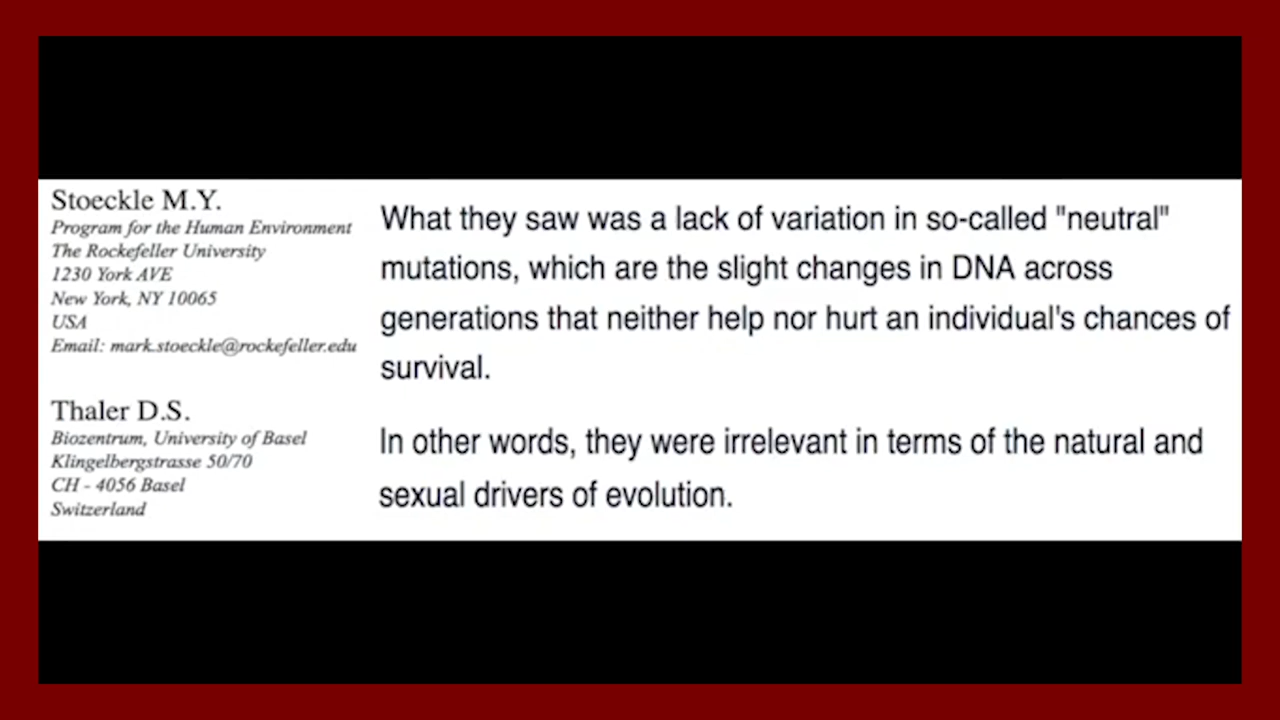 Stoeckle M.Y.
Program for the Human Environment
The Rockefeller University
1230 York AVE
New York, NY 10065
USA
Email: mark.stoeckle@rockefeller.edu
Thaler D.S.
Biozentrum, University of Basel
Klingelbergstrasse 50/70
CH - 4056 Basel
Switzerland
What they saw was a lack of variation in so-called "neutral"
mutations, which are the slight changes in DNA across
generations that neither help nor hurt an individual's chances of
survival.
In other words, they were irrelevant in terms of the natural and
sexual drivers of evolution.